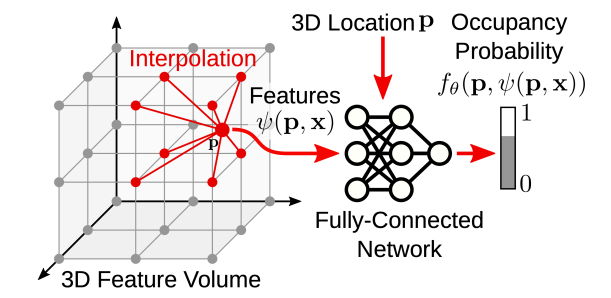 3D Location p
Occupancy
Probability
fθ(p, ψ(p, x))
Interpolation
Features
ψ(p, x)
p
1
0
Fully-Connected
Network
3D Feature Volume